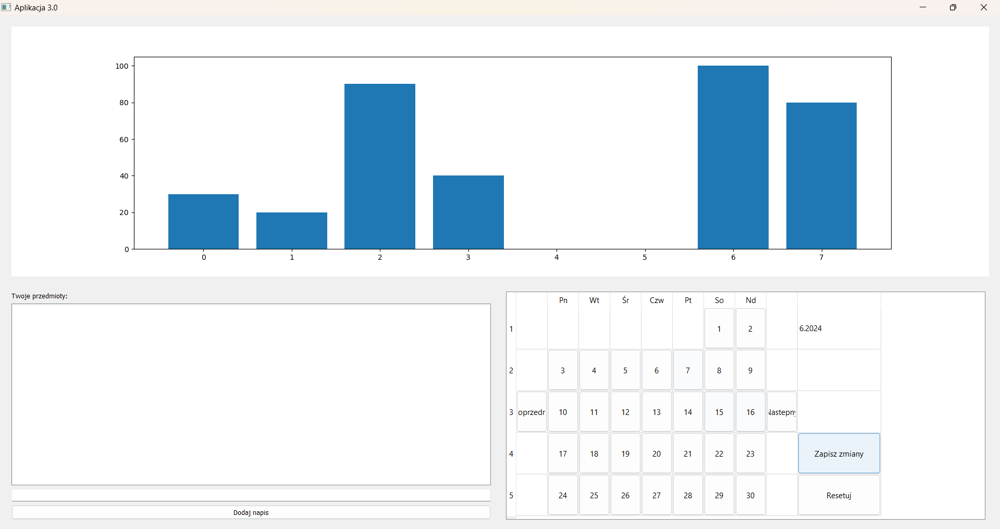 Aplikacja 3.0
100
80
60
40
20
0
0 1 2 3 4 5 6 7
Twoje przedmioty:
Dodaj napis
Pn Wt Śr Czw Pt So Nd
1 1 2 6.2024
2 3 4 5 6 7 8 9
3 oprzedr 10 11 12 13 14 15 16 Nastepny
4 17 18 19 20 21 22 23 Zapisz zmiany
5 24 25 26 27 28 29 30 Resetuj